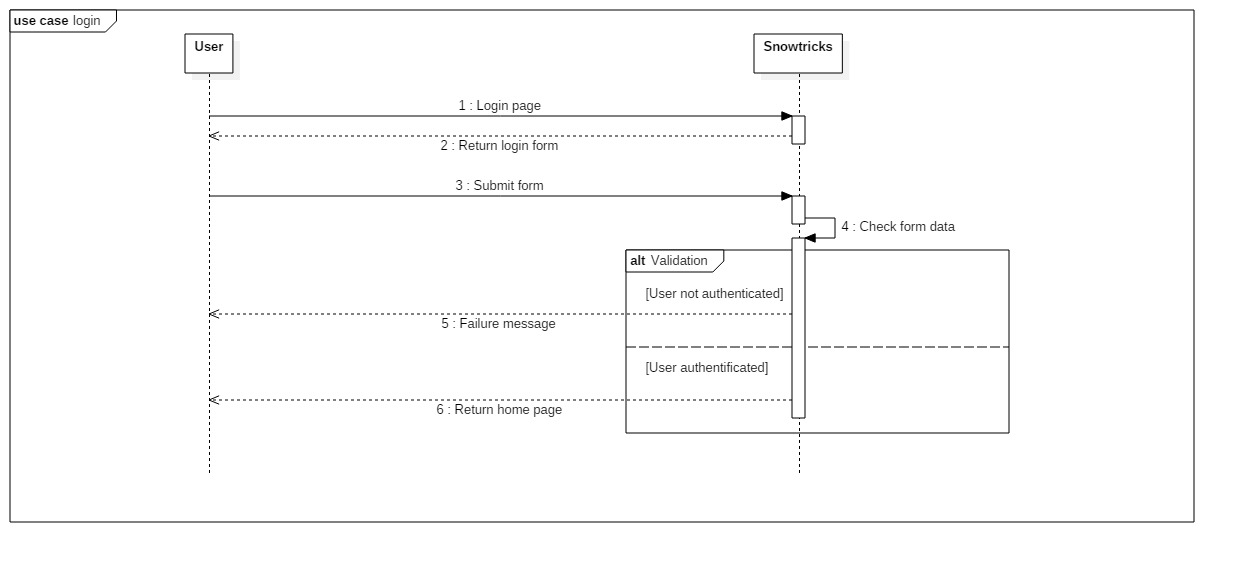 use case login
User
Snowtricks
1 : Login page
2 : Return login form
3 : Submit form
4 : Check form data
alt Validation
[User not authenticated]
5 : Failure message
[User authentificated]
6 : Return home page